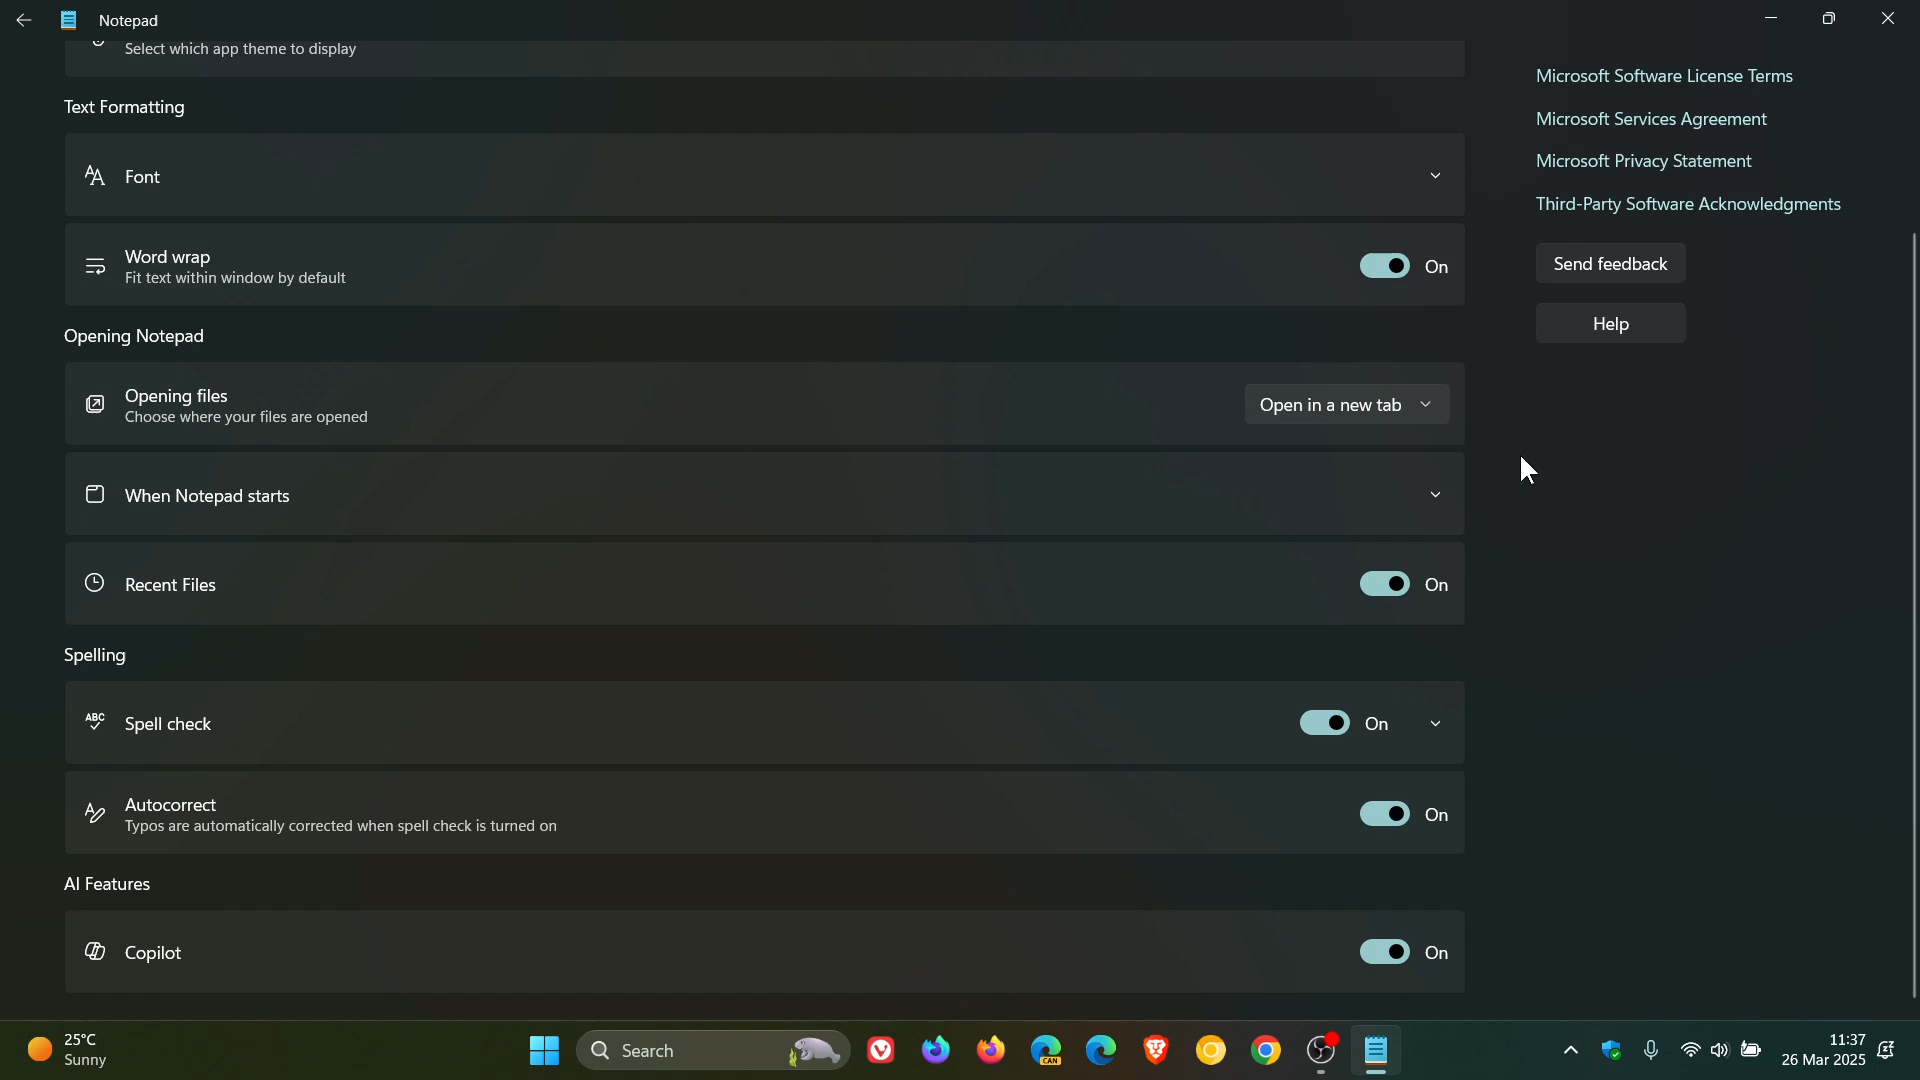 Notepad
Select which app theme to display
Text Formatting
Font
Word wrap
Fit text within window by default
On
Opening Notepad
Opening files
Choose where your files are opened
Open in a new tab
When Notepad starts
Recent Files
On
Spelling
ABC
Spell check
On
Autocorrect
Typos are automatically corrected when spell check is turned on
On
AI Features
Copilot
On
Microsoft Software License Terms
Microsoft Services Agreement
Microsoft Privacy Statement
Third-Party Software Acknowledgments
Send feedback
Help
25°C
Sunny
Search
CAN
11:37
26 Mar 2025